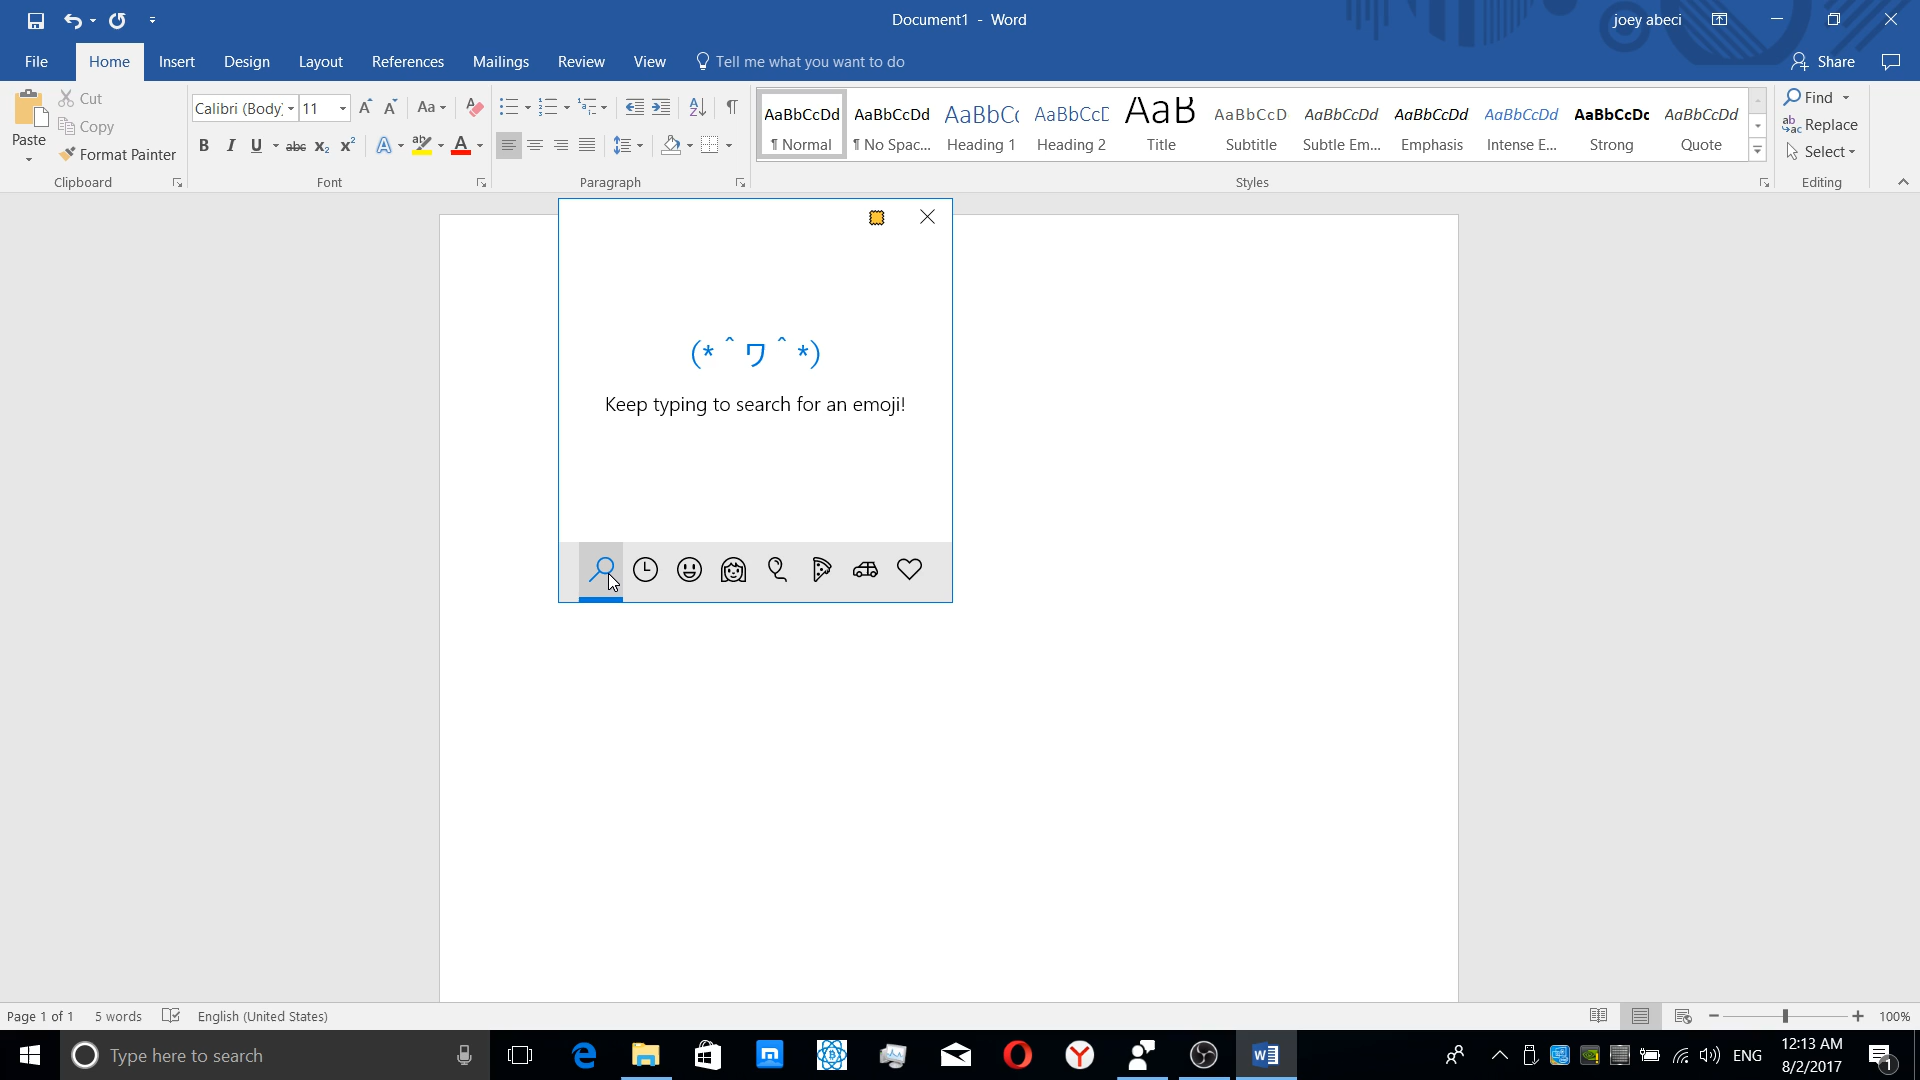 Document1 - Word
joey abeci
File Home Insert Design Layout References Mailings Review View Tell me what you want to do
Share
Paste
Cut
Copy
Format Painter
Clipboard
Calibri (Body) 11
Font
Paragraph
AaBbCcDd AaBbCcDd AaBbCc AaBbCcE AaB AaBbCcD AaBbCcDd AaBbCcDd AaBbCcDd AaBbCcDc AaBbCcDd
¶ Normal ¶ No Spac... Heading 1 Heading 2 Title Subtitle Subtle Em... Emphasis Intense E... Strong Quote
Styles
Find
Replace
Select
Editing
(*＾ワ＾*)
Keep typing to search for an emoji!
Page 1 of 1 5 words English (United States)
100%
Type here to search
ENG
12:13 AM
8/2/2017
1